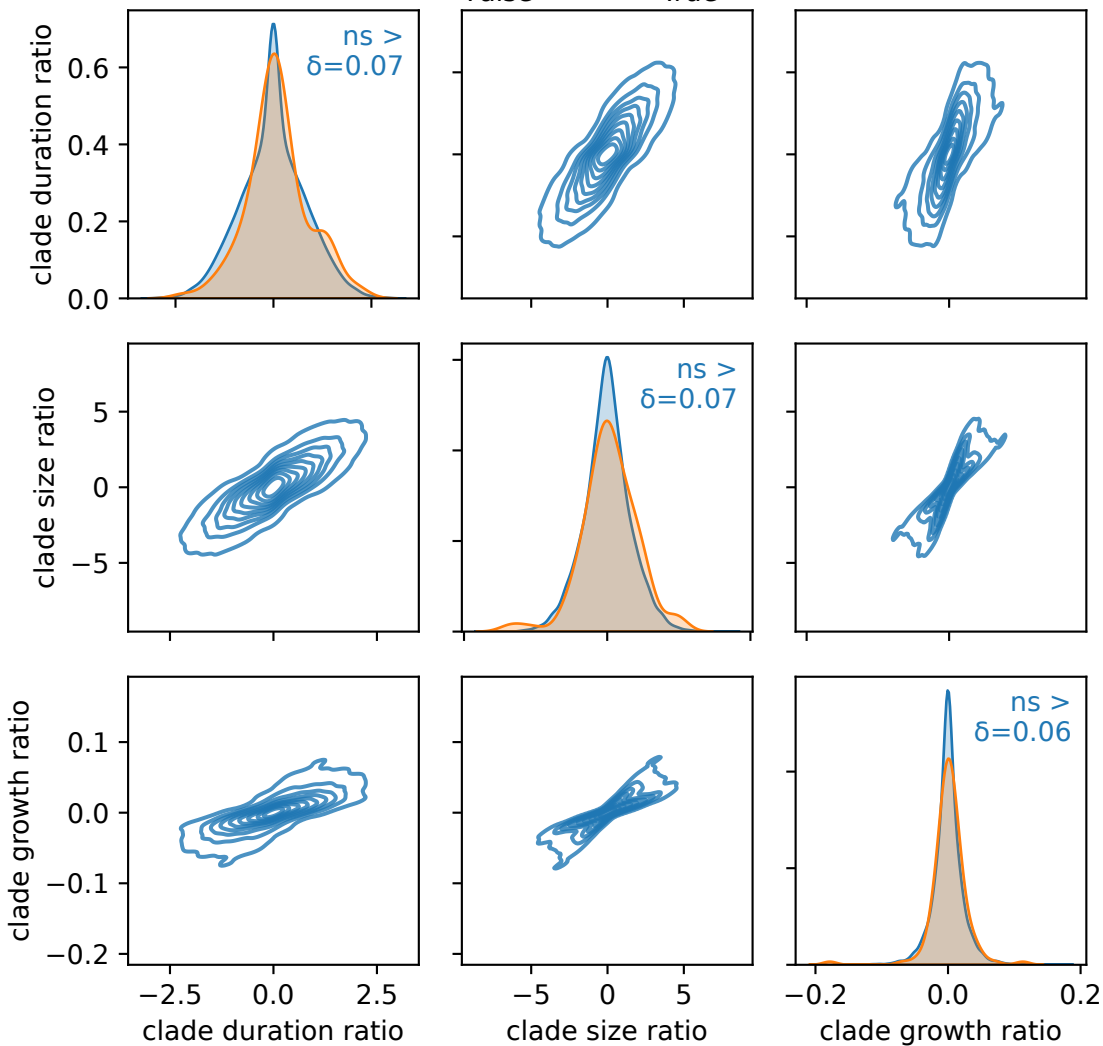 clade duration ratio
0.6
0.4
0.2
0.0
ns >
δ=0.07
clade size ratio
5
0
−5
ns >
δ=0.07
clade growth ratio
0.1
0.0
−0.1
−0.2
ns >
δ=0.06
−2.5 0.0 2.5
−5 0 5
−0.2 0.0 0.2
clade duration ratio
clade size ratio
clade growth ratio